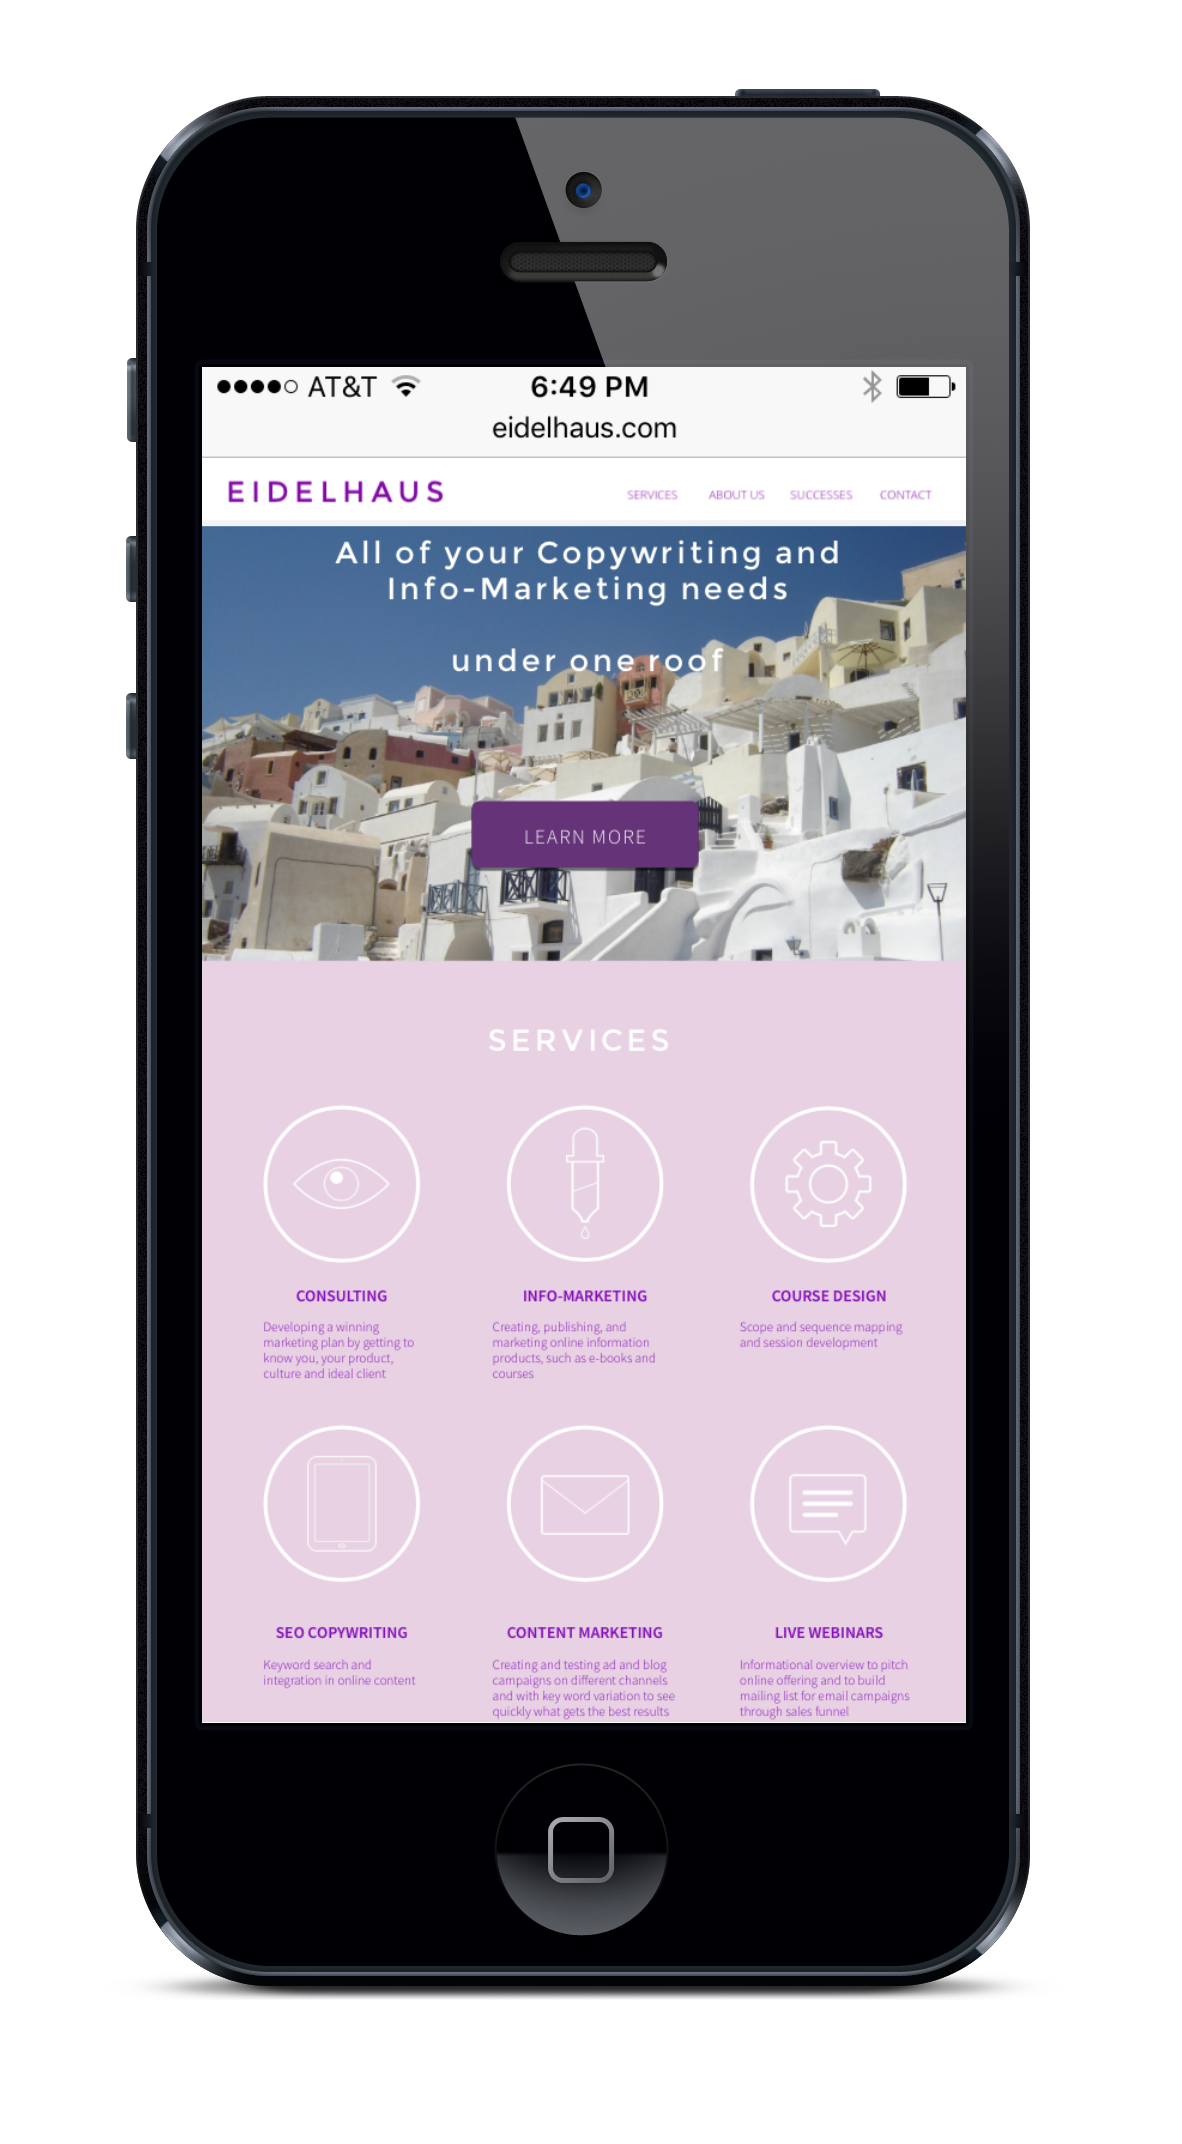 AT&T 6:49 PM
eidelhaus.com
EIDELHAUS SERVICES ABOUT US SUCCESSES CONTACT
All of your Copywriting and
Info-Marketing needs
under one roof
LEARN MORE
SERVICES
CONSULTING
Developing a winning
marketing plan by getting to
know you, your product,
culture and ideal client
INFO-MARKETING
Creating, publishing, and
marketing online information
products, such as e-books and
courses
COURSE DESIGN
Scope and sequence mapping
and session development
SEO COPYWRITING
Keyword search and
integration in online content
CONTENT MARKETING
Creating and testing ad and blog
campaigns on different channels
and with key word variation to see
quickly what gets the best results
LIVE WEBINARS
Informational overview to pitch
online offering and to build
mailing list for email campaigns
through sales funnel